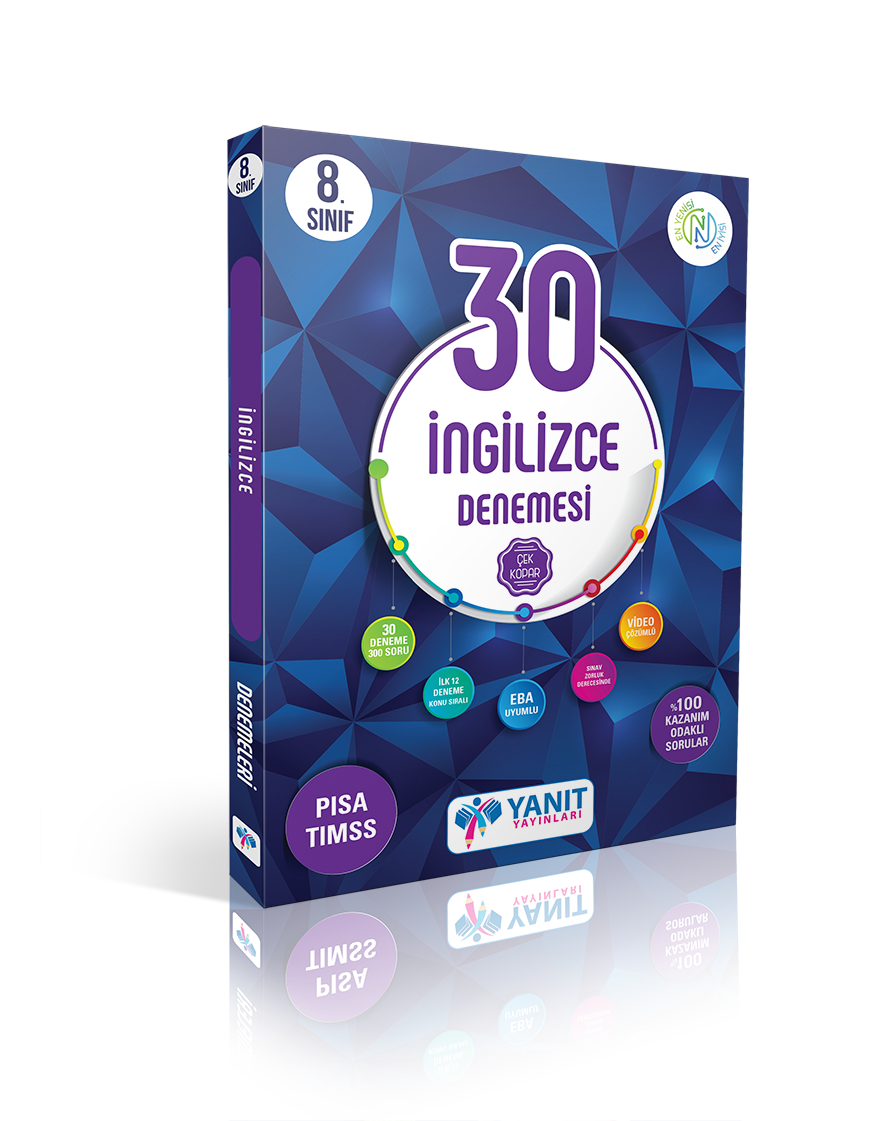 8.
SINIF
İNGİLİZCE
DENEMELERİ
8.
SINIF
EN YENİSİ
N
EN İYİSİ
30
İNGİLİZCE
DENEMESİ
ÇEK
KOPAR
30
DENEME
300 SORU
İLK 12
DENEME
KONU SIRALI
EBA
UYUMLU
SINAV
ZORLUK
DERECESİNDE
VİDEO
ÇÖZÜMLÜ
%100
KAZANIM
ODAKLI
SORULAR
PISA
TIMSS
YANIT
YAYINLARI